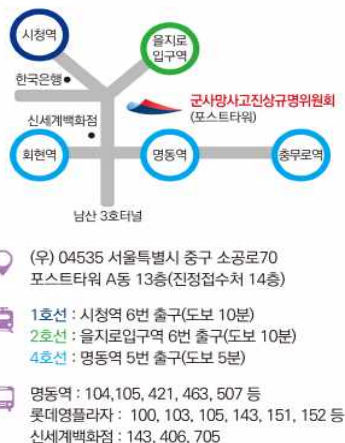 시청역
을지로
입구역
한국은행
군사망사고진상규명위원회
(포스트타워)
신세계백화점
회현역
명동역
충무로역
남산 3호터널
(우) 04535 서울특별시 중구 소공로70
포스트타워 A동 13층(진정접수처 14층)
1호선 : 시청역 6번 출구(도보 10분)
2호선 : 을지로입구역 6번 출구(도보 10분)
4호선 : 명동역 5번 출구(도보 5분)
명동역 : 104,105, 421, 463, 507 등
롯데영플라자 : 100, 103, 105, 143, 151, 152 등
신세계백화점 : 143, 406, 705